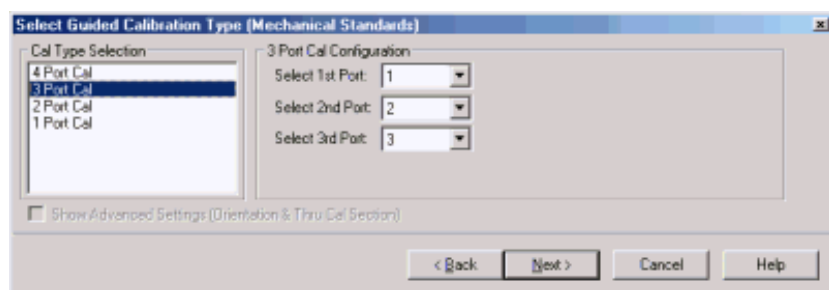 Select Guided Calibration Type (Mechanical Standards)
Cal Type Selection
4 Port Cal
3 Port Cal
2 Port Cal
1 Port Cal
3 Port Cal Configuration
Select 1st Port: 1
Select 2nd Port: 2
Select 3rd Port: 3
Show Advanced Settings (Orientation & Thru Cal Section)
< Back
Next >
Cancel
Help